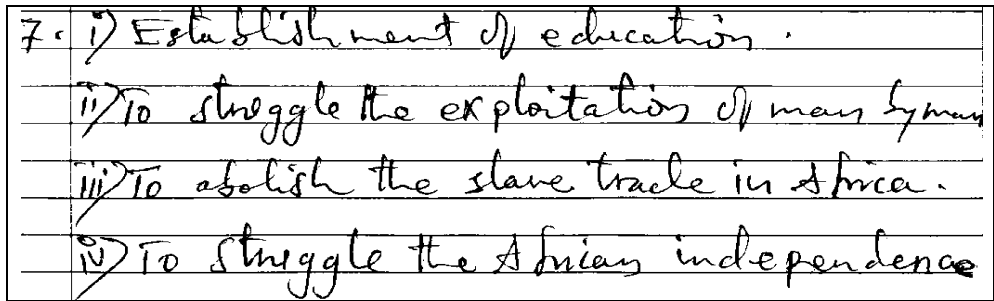 7. i) Establishment of education.
ii) To struggle the exploitation of man by man
iii) To abolish the slave trade in Africa.
iv) To struggle the African independence